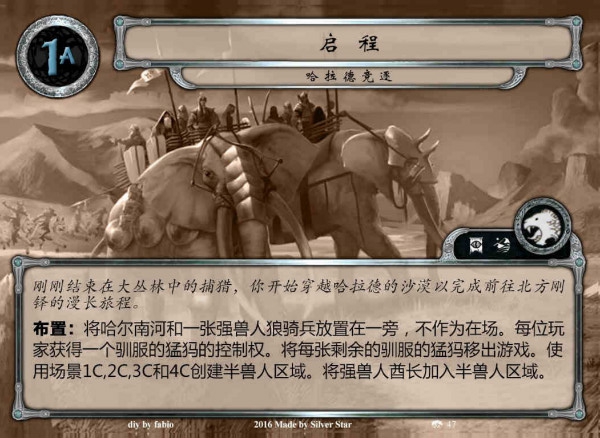 1A
启程
哈拉德竞逐
刚刚结束在大丛林中的捕猎，你开始穿越哈拉德的沙漠以完成前往北方刚
铎的漫长旅程。
布置：将哈尔南河和一张强兽人狼骑兵放置在一旁，不作为在场。每位玩
家获得一个驯服的猛犸的控制权。将每张剩余的驯服的猛犸移出游戏。使
用场景1C,2C,3C和4C创建半兽人区域。将强兽人酋长加入半兽人区域。
diy by fabio 2016 Made by Silver Star 47